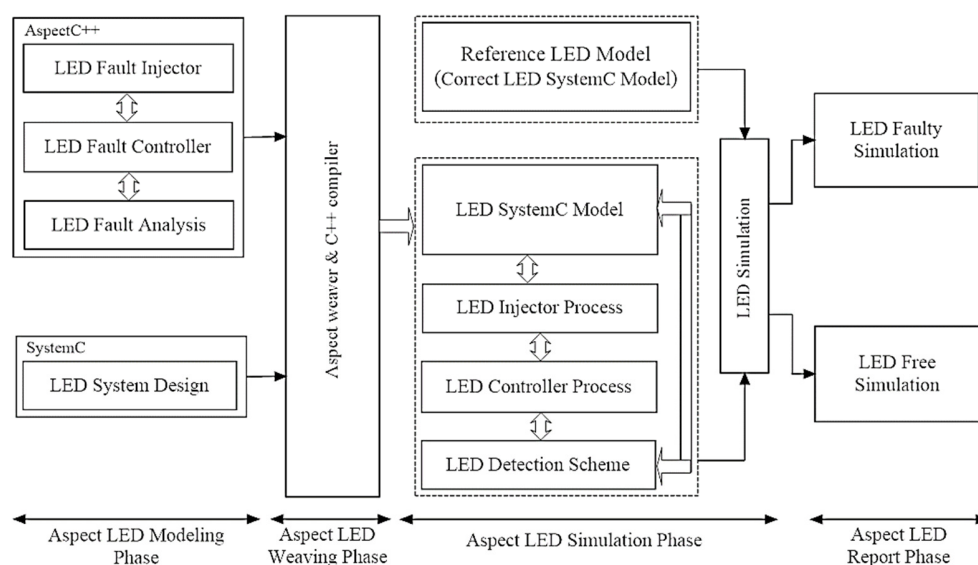 AspectC++
LED Fault Injector
LED Fault Controller
LED Fault Analysis
SystemC
LED System Design
Aspect weaver & C++ compiler
Reference LED Model
(Correct LED SystemC Model)
LED SystemC Model
LED Injector Process
LED Controller Process
LED Detection Scheme
LED Simulation
LED Faulty
Simulation
LED Free
Simulation
Aspect LED Modeling
Phase
Aspect LED
Weaving Phase
Aspect LED Simulation Phase
Aspect LED
Report Phase